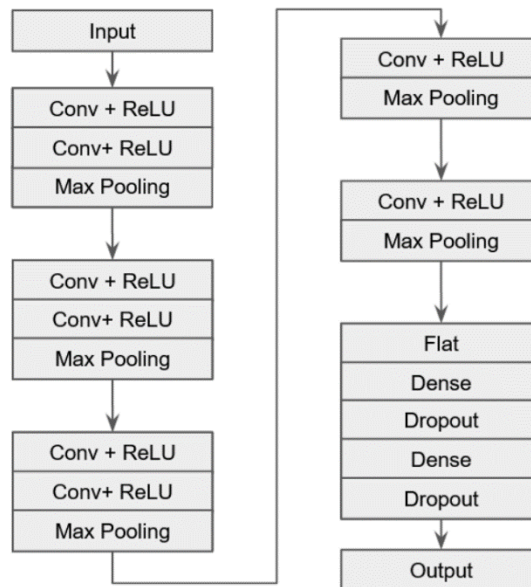 Input
Conv + ReLU
Conv+ ReLU
Max Pooling
Conv + ReLU
Conv+ ReLU
Max Pooling
Conv + ReLU
Conv+ ReLU
Max Pooling
Conv + ReLU
Max Pooling
Conv + ReLU
Max Pooling
Flat
Dense
Dropout
Dense
Dropout
Output